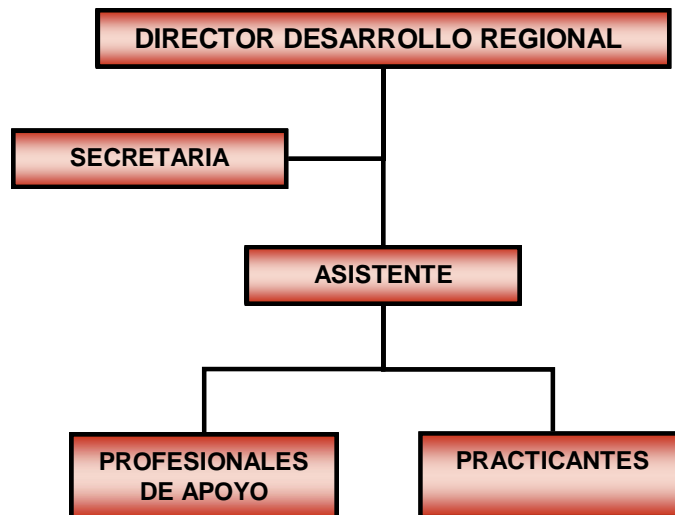 DIRECTOR DESARROLLO REGIONAL
SECRETARIA
ASISTENTE
PROFESIONALES
DE APOYO
PRACTICANTES